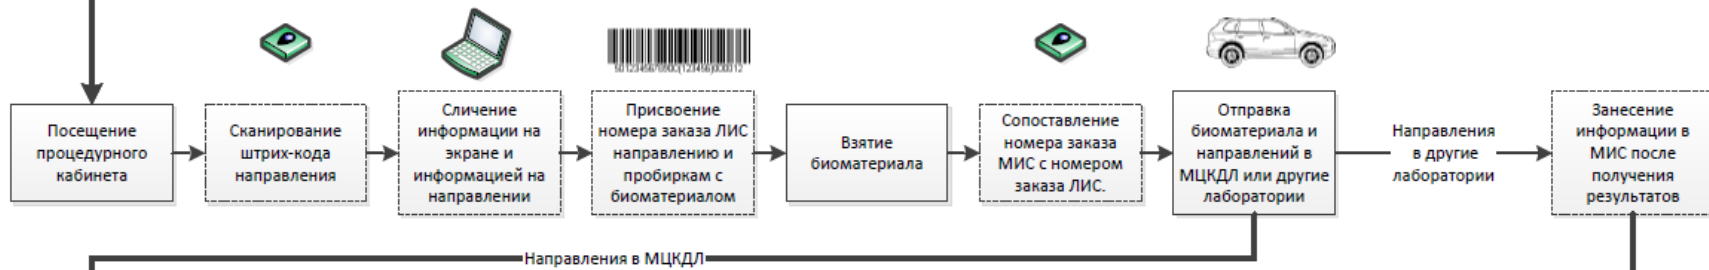 Посещение
процедурного
кабинета
Сканирование
штрих-кода
направления
Сличение
информации на
экране и
информацией на
направлении
Присвоение
номера заказа ЛИС
направлению и
пробиркам с
биоматериалом
Взятие
биоматериала
Сопоставление
номера заказа
МИС с номером
заказа ЛИС.
Отправка
биоматериала и
направлений в
МЦКДЛ или другие
лаборатории
Направления
в другие
лаборатории
Занесение
информации в
МИС после
получения
результатов
Направления в МЦКДЛ